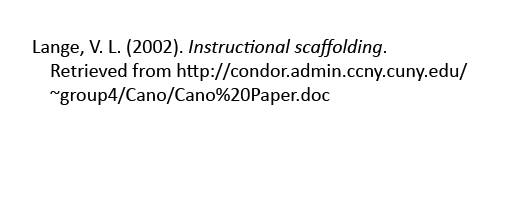 Lange, V. L. (2002). Instructional scaffolding.
Retrieved from http://condor.admin.ccny.cuny.edu/
~group4/Cano/Cano%20Paper.doc